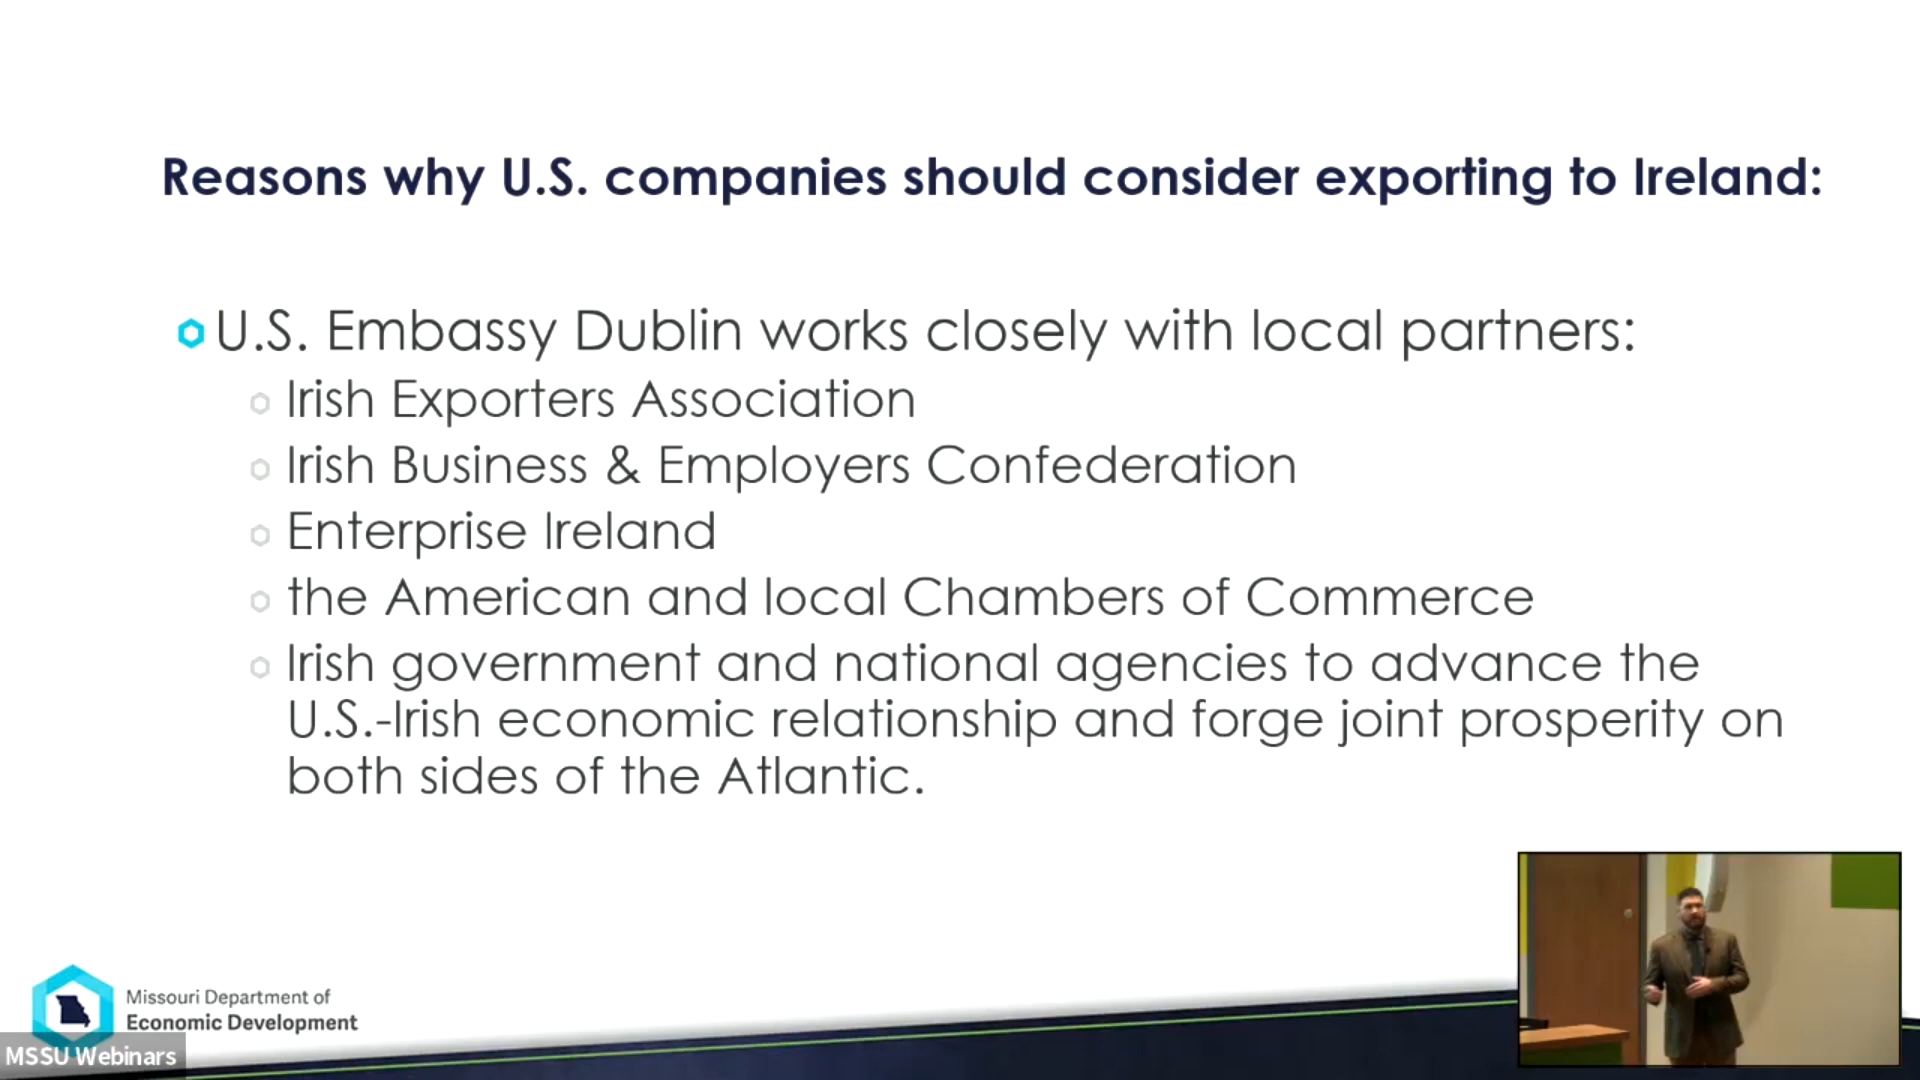 Reasons why U.S. companies should consider exporting to Ireland:
U.S. Embassy Dublin works closely with local partners:
Irish Exporters Association
Irish Business & Employers Confederation
Enterprise Ireland
the American and local Chambers of Commerce
Irish government and national agencies to advance the
U.S.-Irish economic relationship and forge joint prosperity on
both sides of the Atlantic.
Missouri Department of
Economic Development
MSSU Webinars